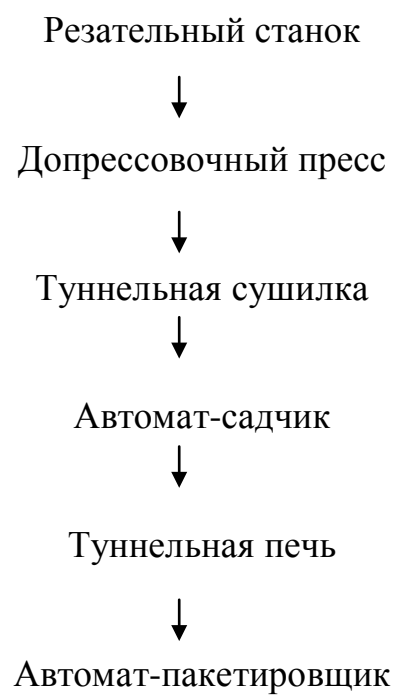 Резательный станок
Допрессовочный пресс
Туннельная сушилка
Автомат-садчик
Туннельная печь
Автомат-пакетировщик